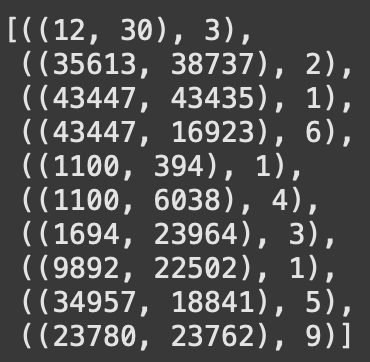 [((12, 30), 3),
((35613, 38737), 2),
((43447, 43435), 1),
((43447, 16923), 6),
((1100, 394), 1),
((1100, 6038), 4),
((1694, 23964), 3),
((9892, 22502), 1),
((34957, 18841), 5),
((23780, 23762), 9)]